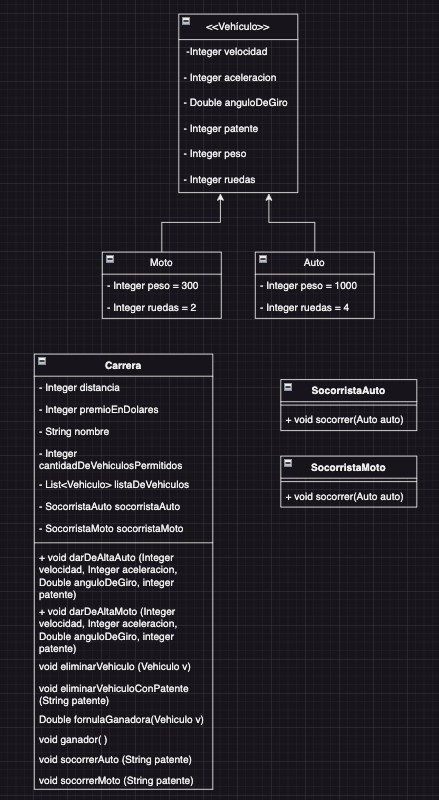 <<Vehículo>>
-Integer velocidad
- Integer aceleracion
- Double anguloDeGiro
- Integer patente
- Integer peso
- Integer ruedas
Moto
- Integer peso = 300
- Integer ruedas = 2
Auto
- Integer peso = 1000
- Integer ruedas = 4
Carrera
- Integer distancia
- Integer premioEnDolares
- String nombre
- Integer
cantidadDeVehiculosPermitidos
- List<Vehiculo> listaDeVehiculos
- SocorristaAuto socorristaAuto
- SocorristaMoto socorristaMoto
+ void darDeAltaAuto (Integer
velocidad, Integer aceleracion,
Double anguloDeGiro, integer
patente)
+ void darDeAltaMoto (Integer
velocidad, Integer aceleracion,
Double anguloDeGiro, integer
patente)
void eliminarVehiculo (Vehiculo v)
void eliminarVehiculoConPatente
(String patente)
Double fornulaGanadora(Vehiculo v)
void ganador( )
void socorrerAuto (String patente)
void socorrerMoto (String patente)
SocorristaAuto
+ void socorrer(Auto auto)
SocorristaMoto
+ void socorrer(Auto auto)